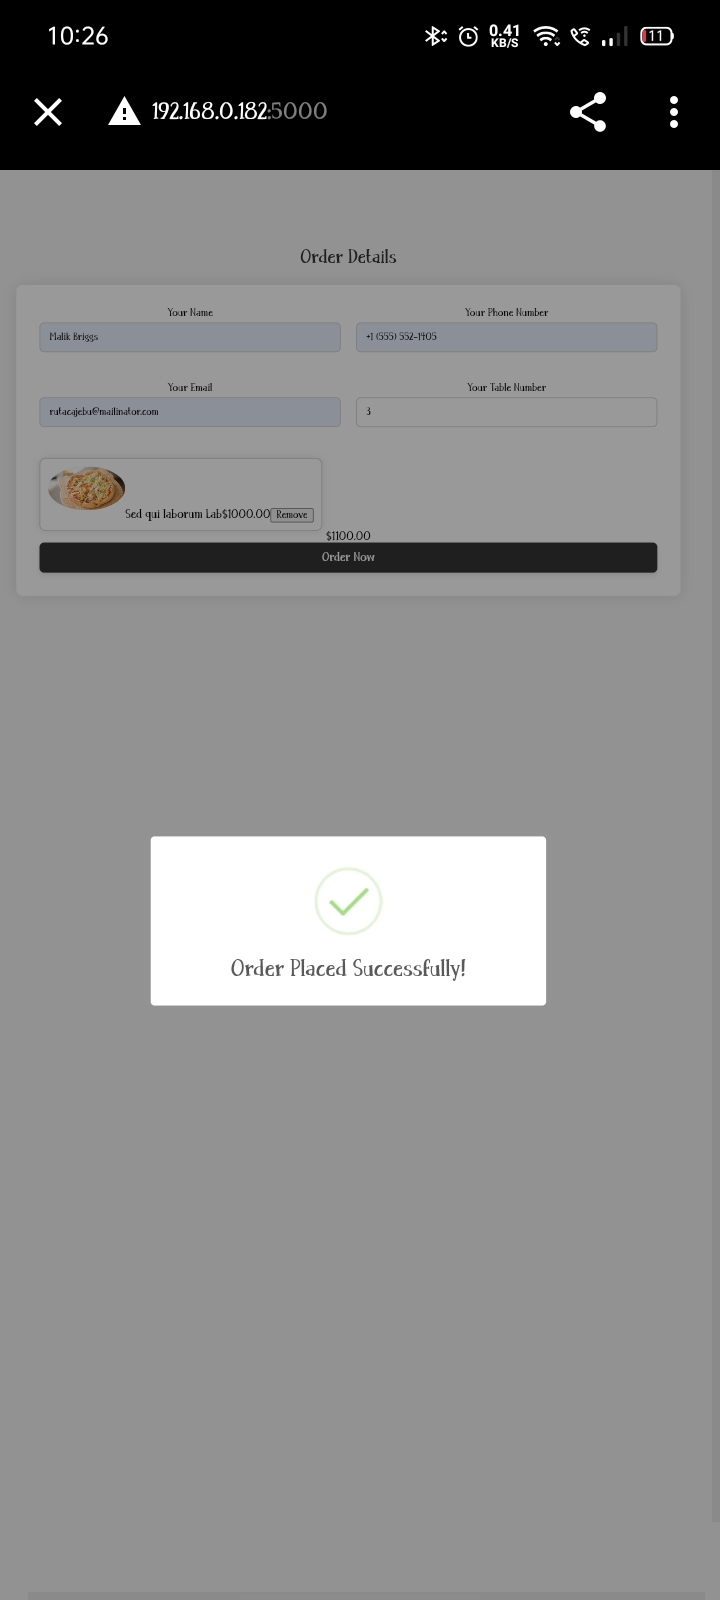 10:26
0.41
KB/S
11
192.168.0.182:5000
Order Details
Your Name
Your Phone Number
Malik Briggs
+1 (555) 552-1405
Your Email
Your Table Number
rutacajebu@mailinator.com
3
Sed qui laborum Lab$1000.00 Remove
$1100.00
Order Now
Order Placed Successfully!